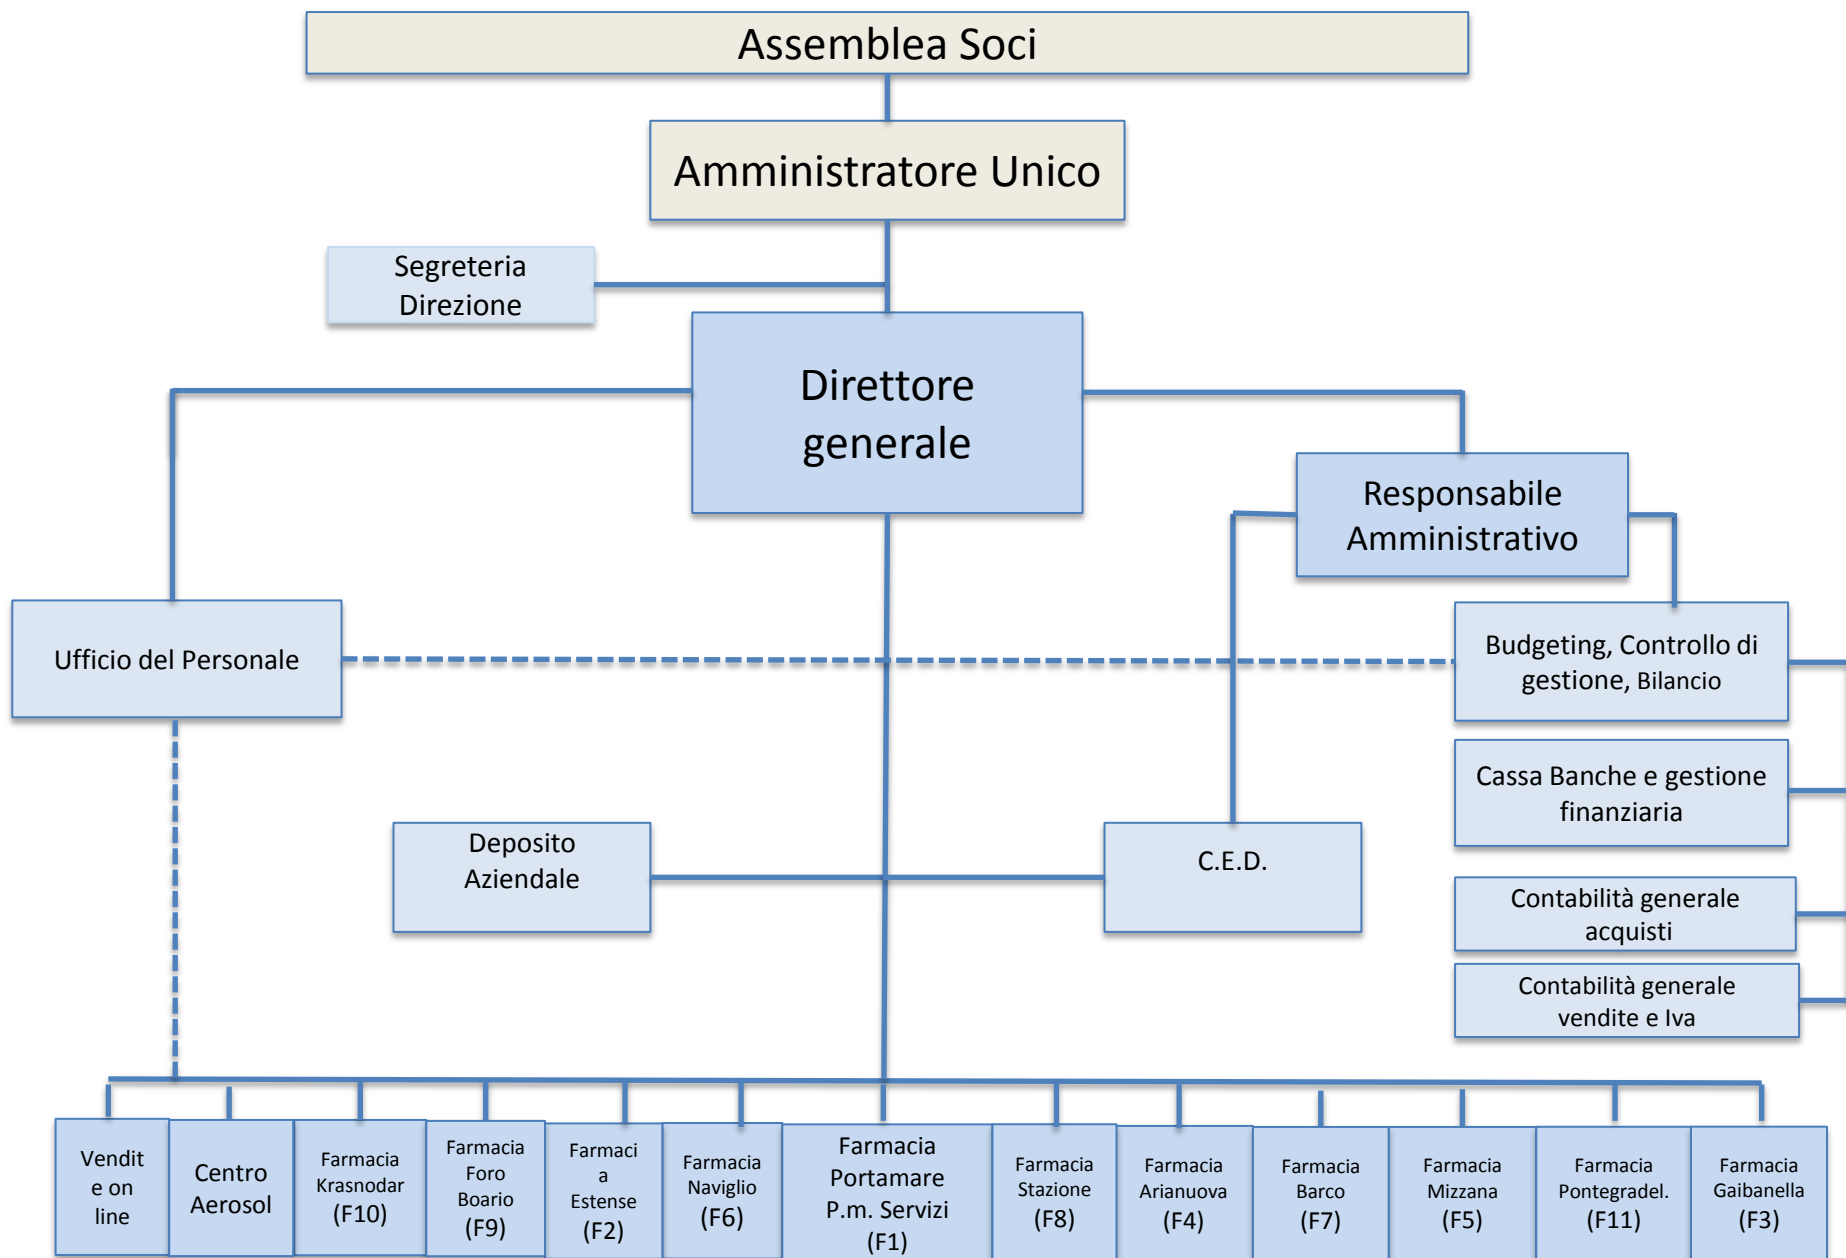 Assemblea Soci
Amministratore Unico
Segreteria
Direzione
Direttore
generale
Responsabile
Amministrativo
Ufficio del Personale
Budgeting, Controllo di
gestione, Bilancio
Cassa Banche e gestione
finanziaria
Deposito
Aziendale
C.E.D.
Contabilità generale
acquisti
Contabilità generale
vendite e Iva
Vendit
e on
line
Centro
Aerosol
Farmacia
Krasnodar
(F10)
Farmacia
Foro
Boario
(F9)
Farmaci
a
Estense
(F2)
Farmacia
Naviglio
(F6)
Farmacia
Portamare
P.m. Servizi
(F1)
Farmacia
Stazione
(F8)
Farmacia
Arianuova
(F4)
Farmacia
Barco
(F7)
Farmacia
Mizzana
(F5)
Farmacia
Pontegradel.
(F11)
Farmacia
Gaibanella
(F3)